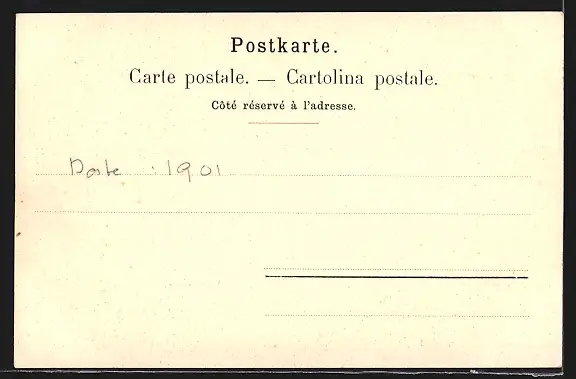 Postkarte.
Carte postale. — Cartolina postale.
Côté réservé à l'adresse.
Date : 1901